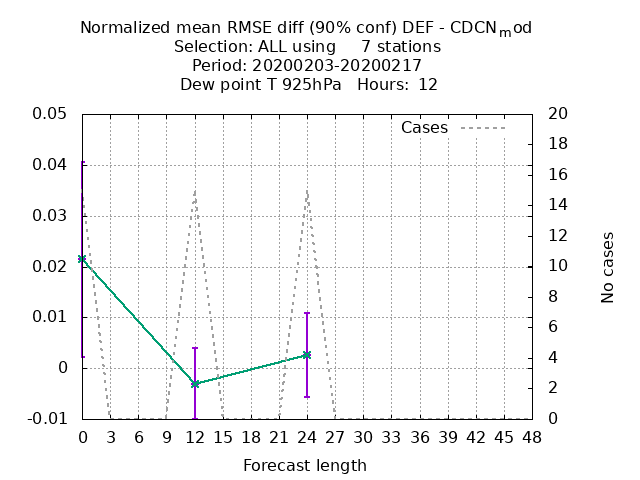 Normalized mean RMSE diff (90% conf) DEF - CDCNmod
Selection: ALL using     7 stations
Period: 20200203-20200217
Dew point T 925hPa   Hours:  12
Cases
0.05
0.04
0.03
0.02
0.01
0
-0.01
20
18
16
14
12
10
8
6
4
2
0
No cases
0 3 6 9 12 15 18 21 24 27 30 33 36 39 42 45 48
Forecast length